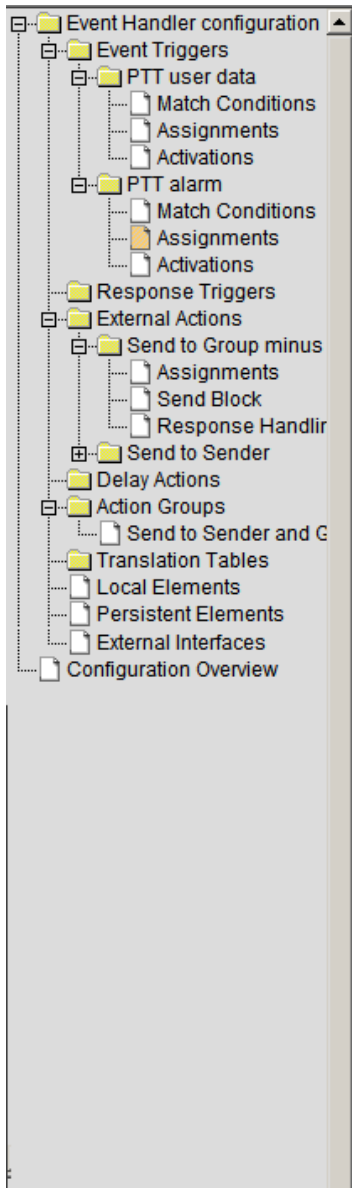 Event Handler configuration
Event Triggers
PTT user data
Match Conditions
Assignments
Activations
PTT alarm
Match Conditions
Assignments
Activations
Response Triggers
External Actions
Send to Group minus
Assignments
Send Block
Response Handlin
Send to Sender
Delay Actions
Action Groups
Send to Sender and G
Translation Tables
Local Elements
Persistent Elements
External Interfaces
Configuration Overview